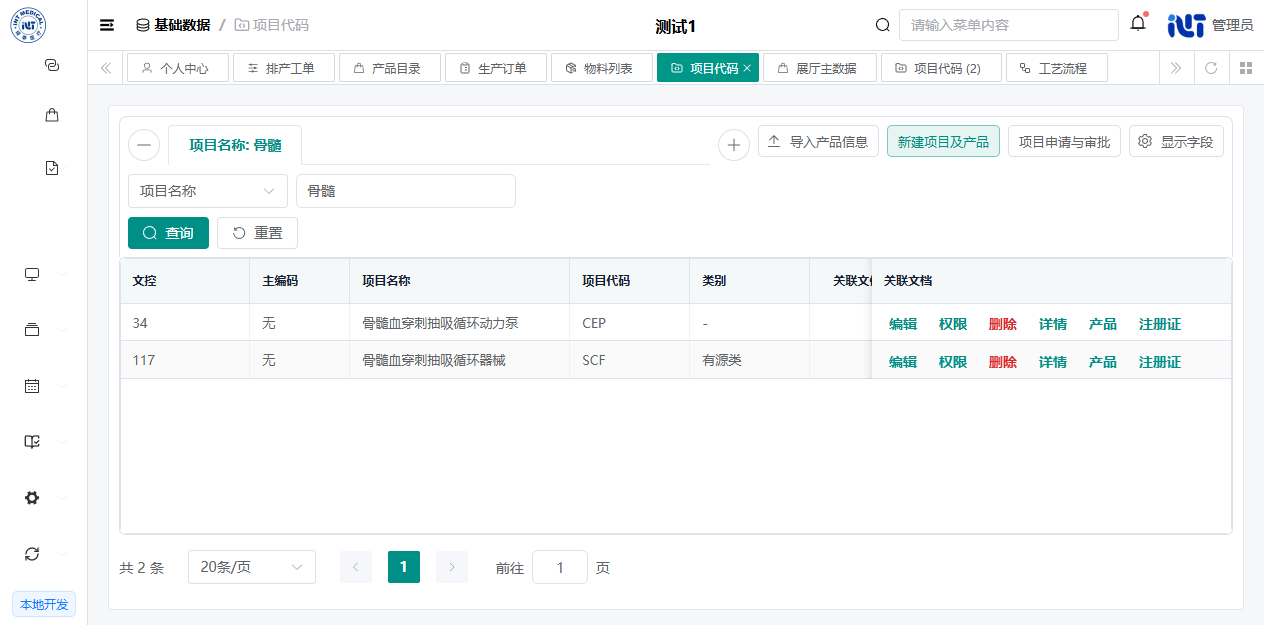 基础数据 / 项目代码
测试1
请输入菜单内容
管理员
个人中心
排产工单
产品目录
生产订单
物料列表
项目代码
展厅主数据
项目代码 (2)
工艺流程
项目名称: 骨髓
导入产品信息
新建项目及产品
项目申请与审批
显示字段
项目名称
骨髓
查询
重置
文控 主编码 项目名称 项目代码 类别 关联文 关联文档
34 无 骨髓血穿刺抽吸循环动力泵 CEP - 编辑 权限 删除 详情 产品 注册证
117 无 骨髓血穿刺抽吸循环器械 SCF 有源类 编辑 权限 删除 详情 产品 注册证
共 2 条 20条/页 1 前往 1 页
本地开发